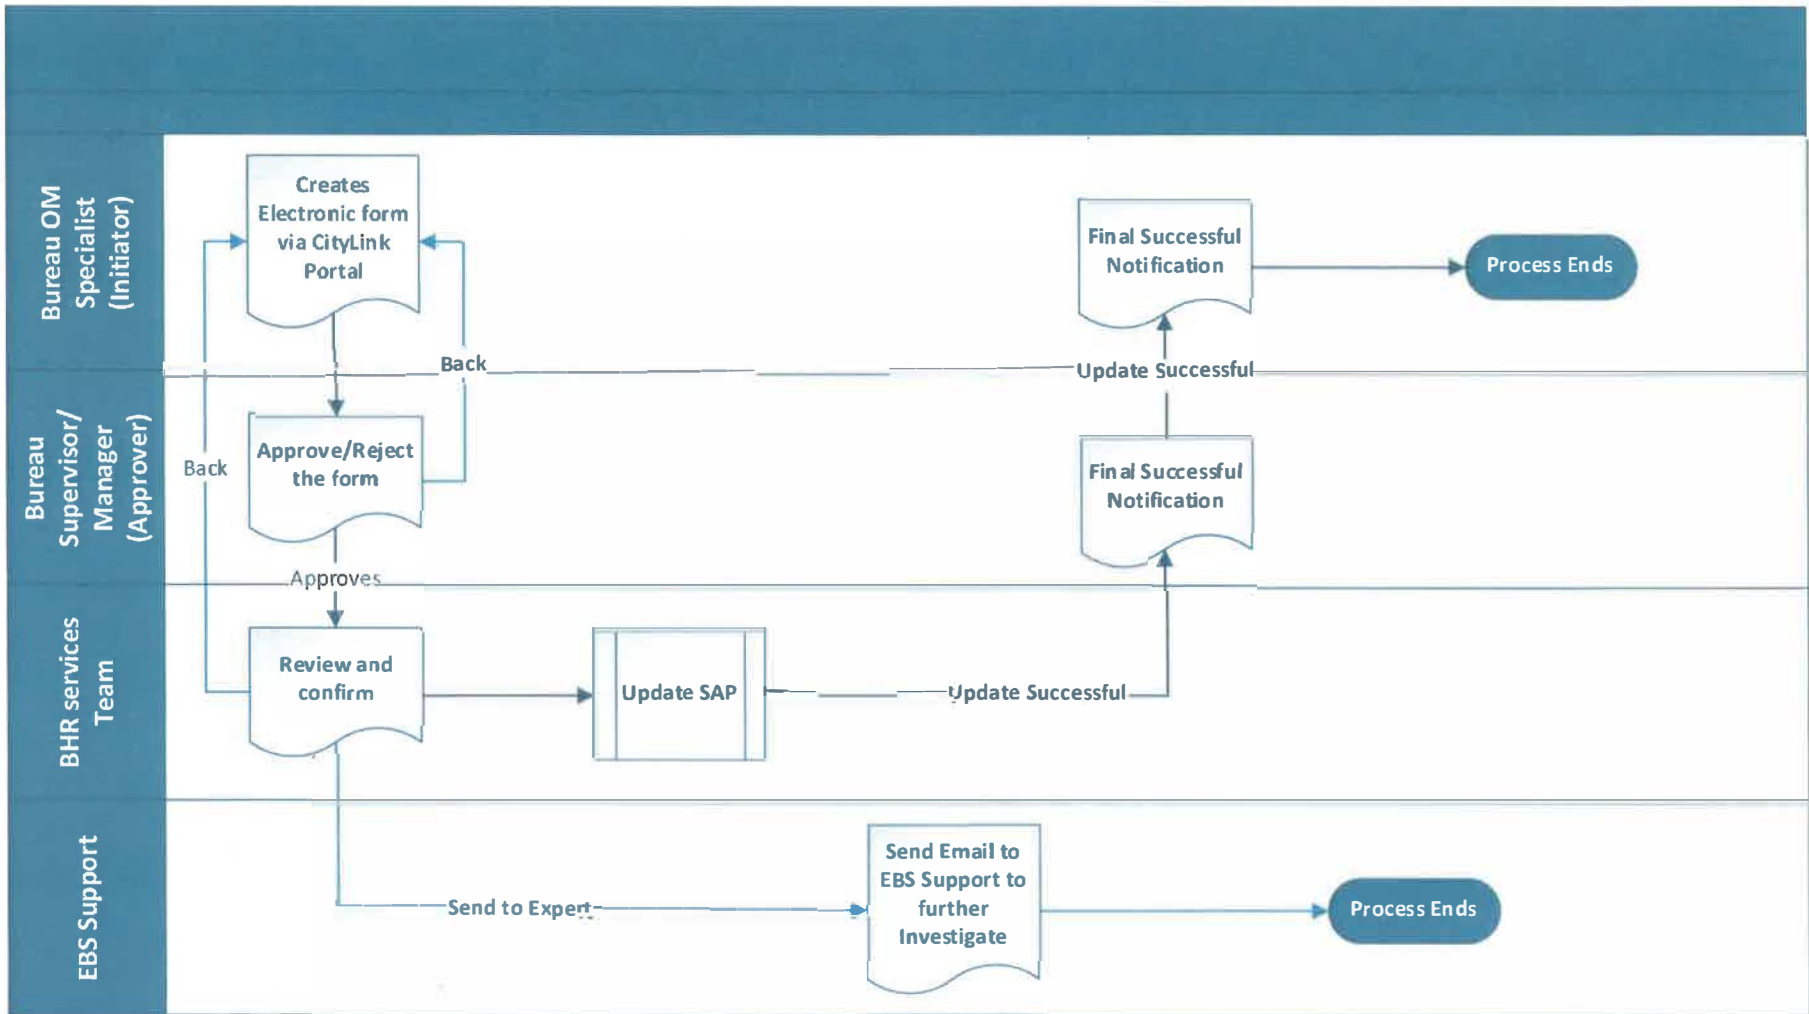 Bureau OM
Specialist
(Initiator)
Creates
Electronic form
via CityLink
Portal
Final Successful
Notification
Process Ends
Back
Update Successful
Bureau
Supervisor/
Manager
(Approver)
Back
Approve/Reject
the form
Final Successful
Notification
Approves
BHR services
Team
Review and
confirm
Update SAP
Update Successful
EBS Support
Send to Expert
Send Email to
EBS Support to
further
Investigate
Process Ends